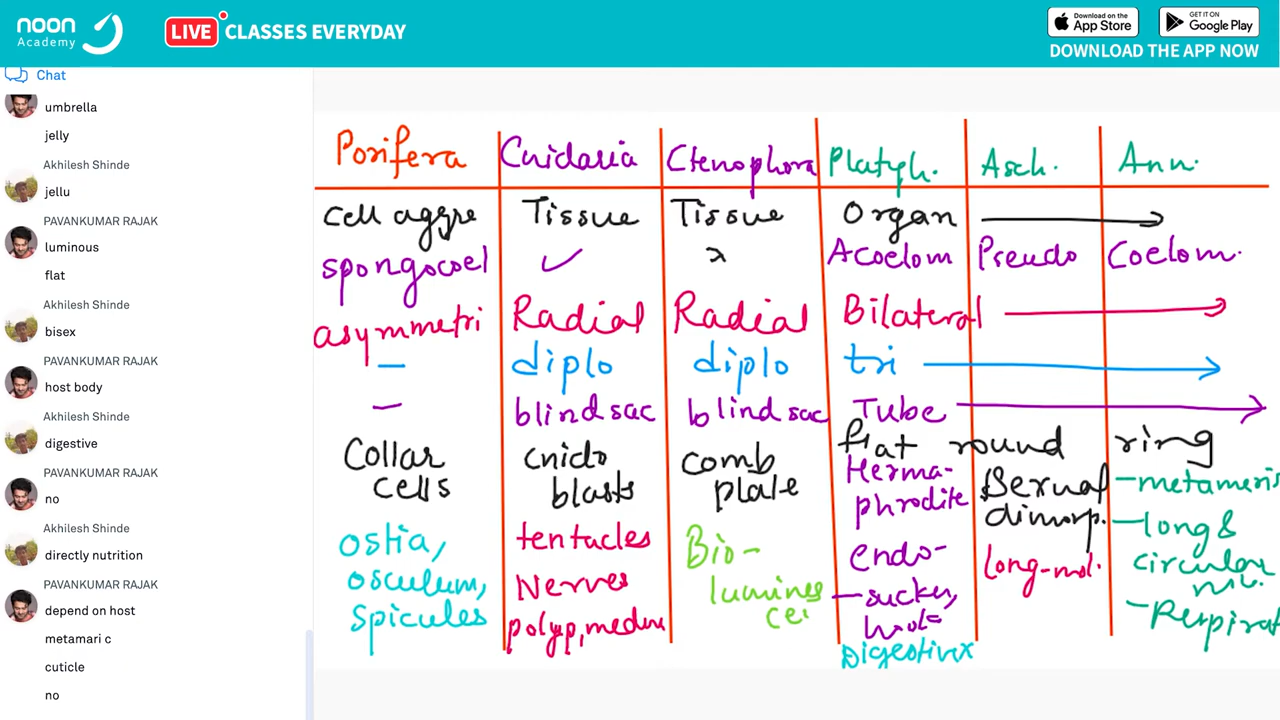 noon
Academy
LIVE CLASSES EVERYDAY
Download on the
App Store
GET IT ON
Google Play
DOWNLOAD THE APP NOW
Chat
umbrella
jelly
Akhilesh Shinde
jellu
PAVANKUMAR RAJAK
luminous
flat
Akhilesh Shinde
bisex
PAVANKUMAR RAJAK
host body
Akhilesh Shinde
digestive
PAVANKUMAR RAJAK
no
Akhilesh Shinde
directly nutrition
PAVANKUMAR RAJAK
depend on host
metamari c
cuticle
no
Porifera Cnidaria Ctenophora Platyh. Asch. Ann.
Cell aggre Tissue Tissue Organ
spongocoel ✓ x Acoelom Pseudo Coelom.
asymmetri Radial Radial Bilateral
— diplo diplo tri
— blind sac blind sac Tube
Collar cnido comb flat round ring
cells blasts plate Herma-
phrodite Sexual
dimorp. - metameris
ostia, tentacles Bio- endo- long-mol. - long &
osculum, Nerves lumines - sucker, circular
spicules polyp, cei - Respirat
Digestiv x